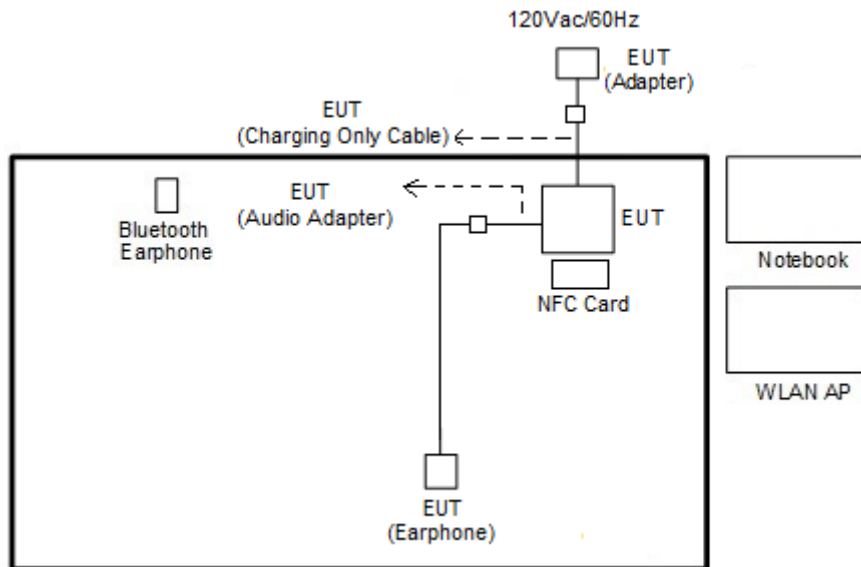 120Vac/60Hz
EUT
(Adapter)
EUT
(Charging Only Cable)
EUT
(Audio Adapter)
Bluetooth
Earphone
EUT
NFC Card
Notebook
WLAN AP
EUT
(Earphone)